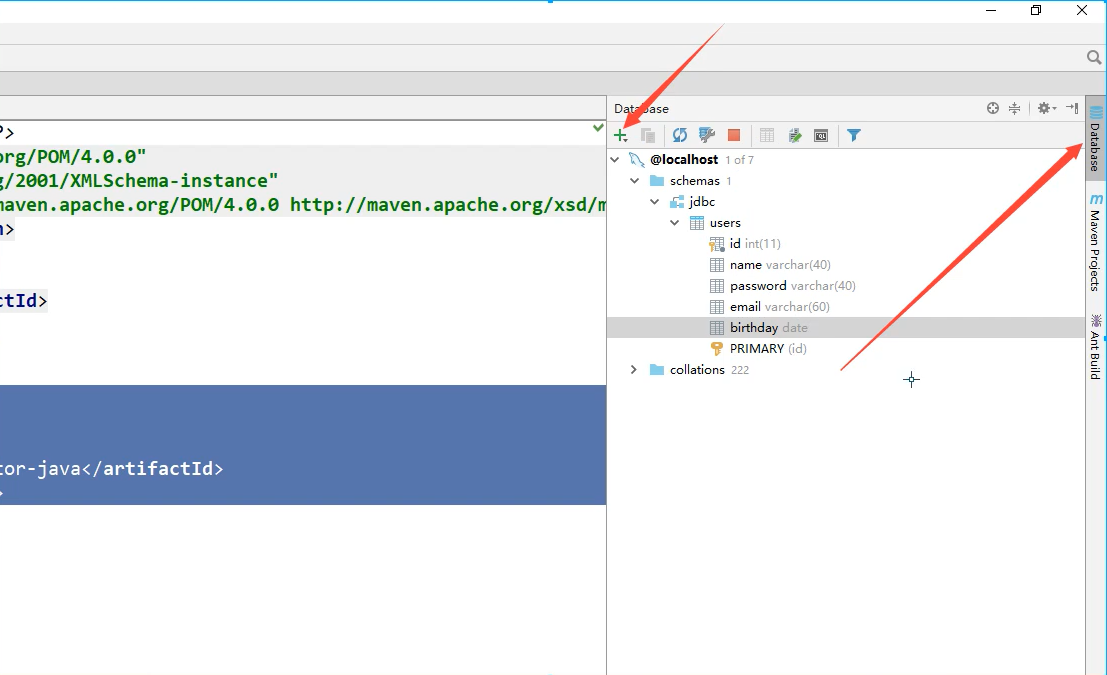 Database
?>
org/POM/4.0.0"
g/2001/XMLSchema-instance"
maven.apache.org/POM/4.0.0 http://maven.apache.org/xsd/m
n>
ctId>
tor-java</artifactId>
>
@localhost 1 of 7
schemas 1
jdbc
users
id int(11)
name varchar(40)
password varchar(40)
email varchar(60)
birthday date
PRIMARY (id)
collations 222
Database
m
Maven Projects
Ant Build